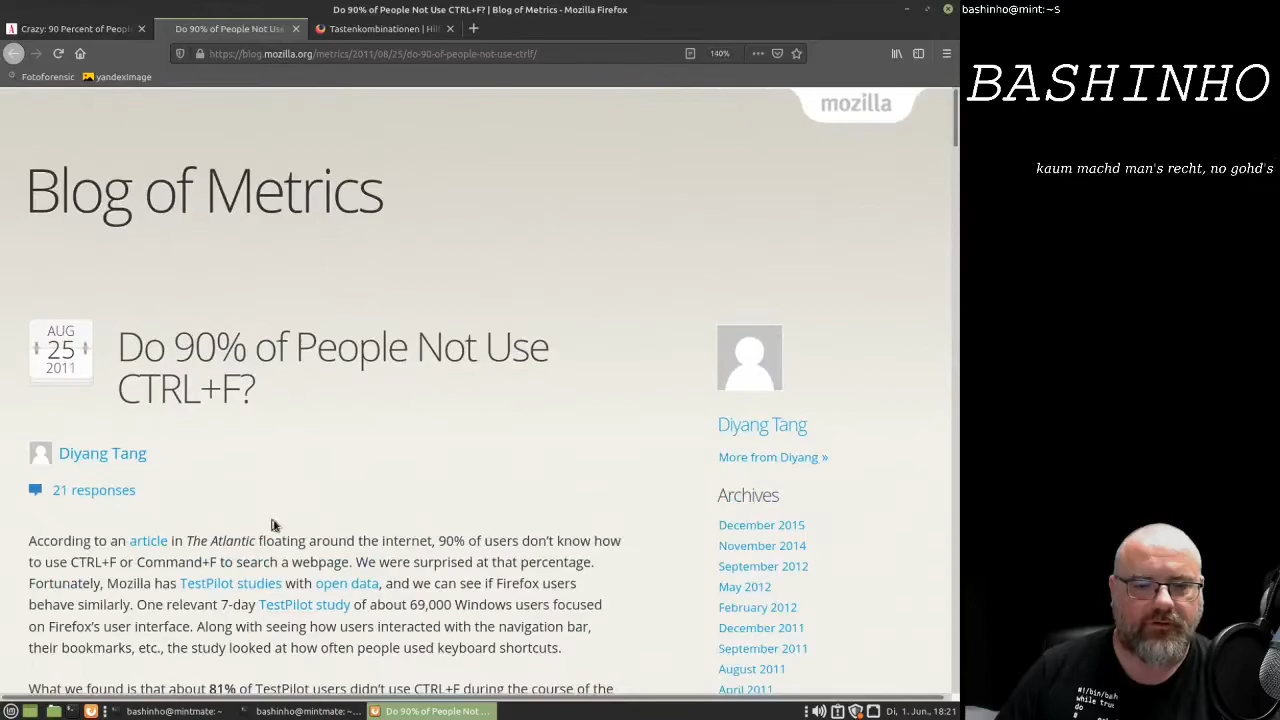 Do 90% of People Not Use CTRL+F? | Blog of Metrics - Mozilla Firefox
bashinho@mint:~$
Crazy: 90 Percent of Peopl
Do 90% of People Not Use
Tastenkombinationen | Hilf
https://blog.mozilla.org/metrics/2011/08/25/do-90-of-people-not-use-ctrlf/
140%
Fotoforensic
yandexImage
mozilla
BASHINHO
kaum machd man's recht, no gohd's
Blog of Metrics
AUG
25
2011
Do 90% of People Not Use
CTRL+F?
Diyang Tang
21 responses
According to an article in The Atlantic floating around the internet, 90% of users don't know how
to use CTRL+F or Command+F to search a webpage. We were surprised at that percentage.
Fortunately, Mozilla has TestPilot studies with open data, and we can see if Firefox users
behave similarly. One relevant 7-day TestPilot study of about 69,000 Windows users focused
on Firefox's user interface. Along with seeing how users interacted with the navigation bar,
their bookmarks, etc., the study looked at how often people used keyboard shortcuts.
What we found is that about 81% of TestPilot users didn't use CTRL+F during the course of the
Diyang Tang
More from Diyang »
Archives
December 2015
November 2014
September 2012
May 2012
February 2012
December 2011
September 2011
August 2011
April 2011
#!/bin/bash
while true
do
bashinho@mintmate: ~
bashinho@mintmate: ~...
Do 90% of People Not ...
Di, 1. Jun., 18:21